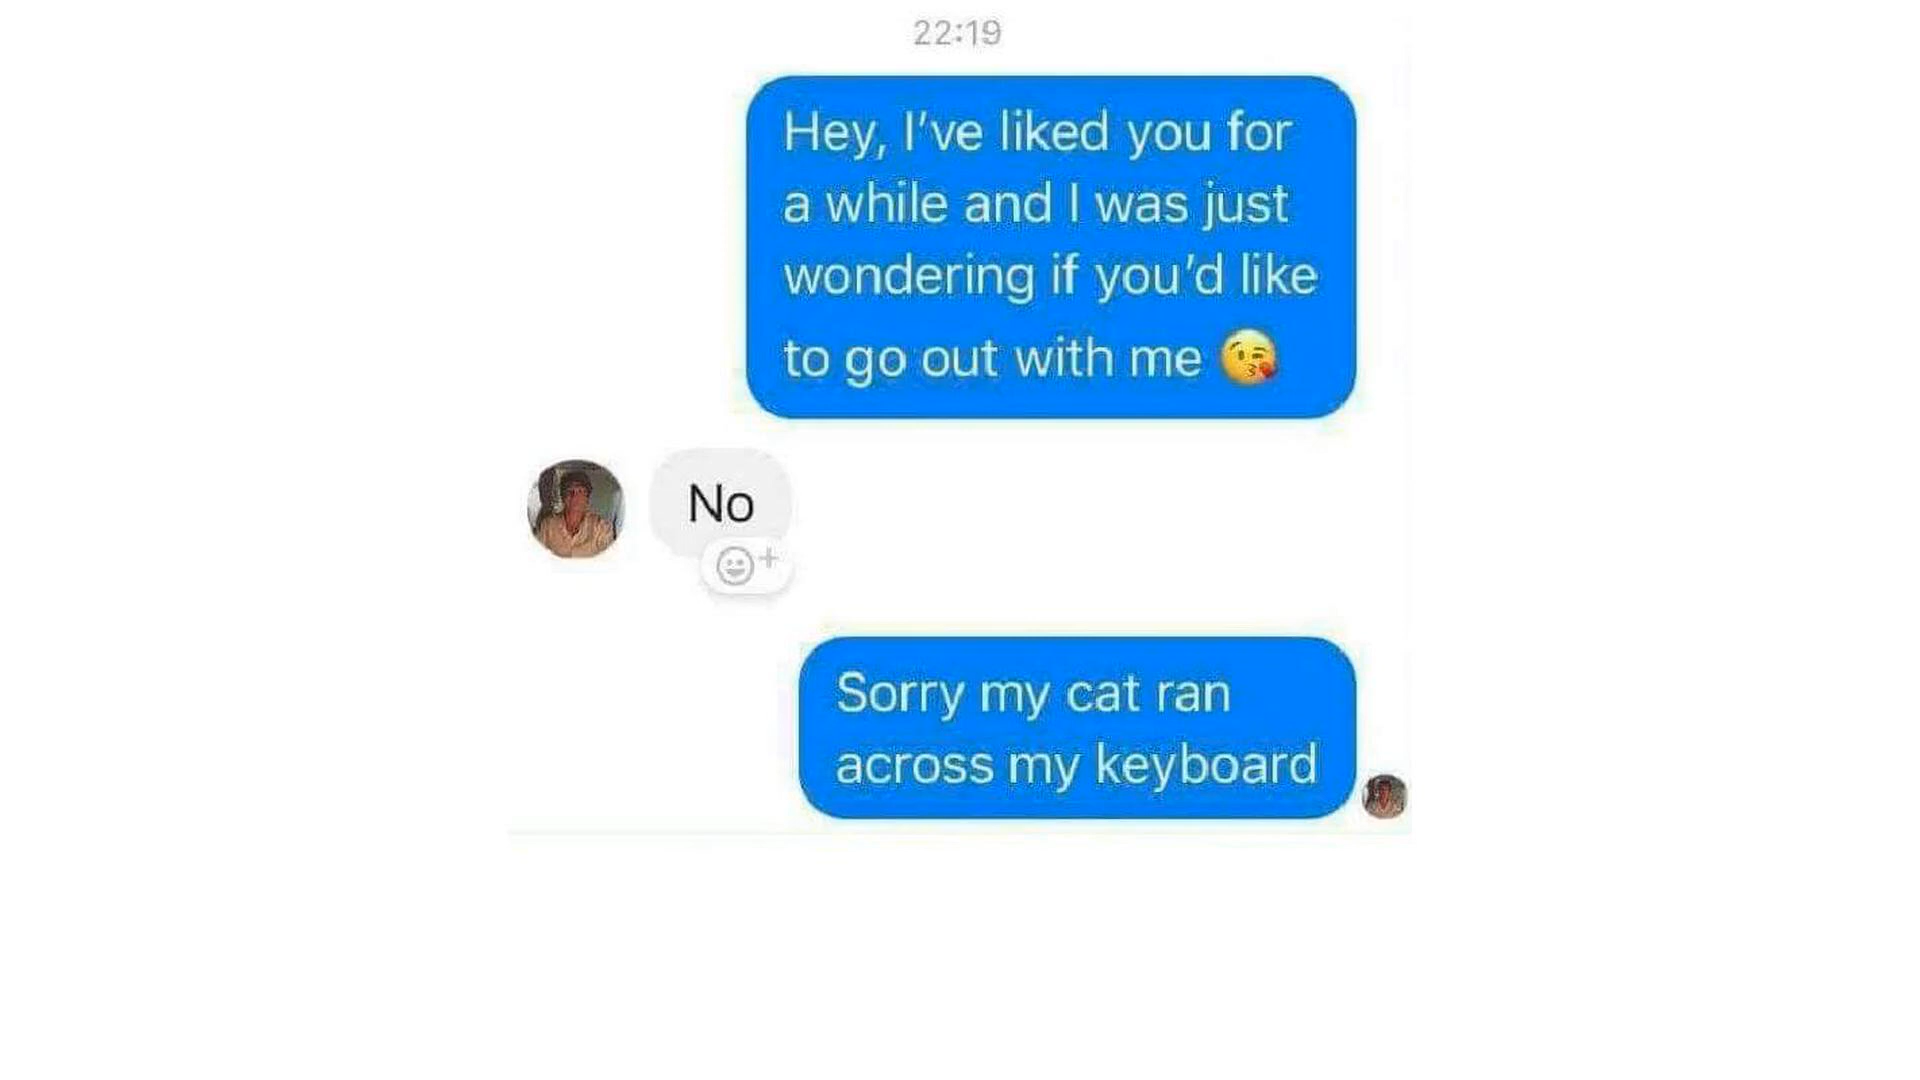 22:19
Hey, I've liked you for
a while and I was just
wondering if you'd like
to go out with me 😘
No
Sorry my cat ran
across my keyboard